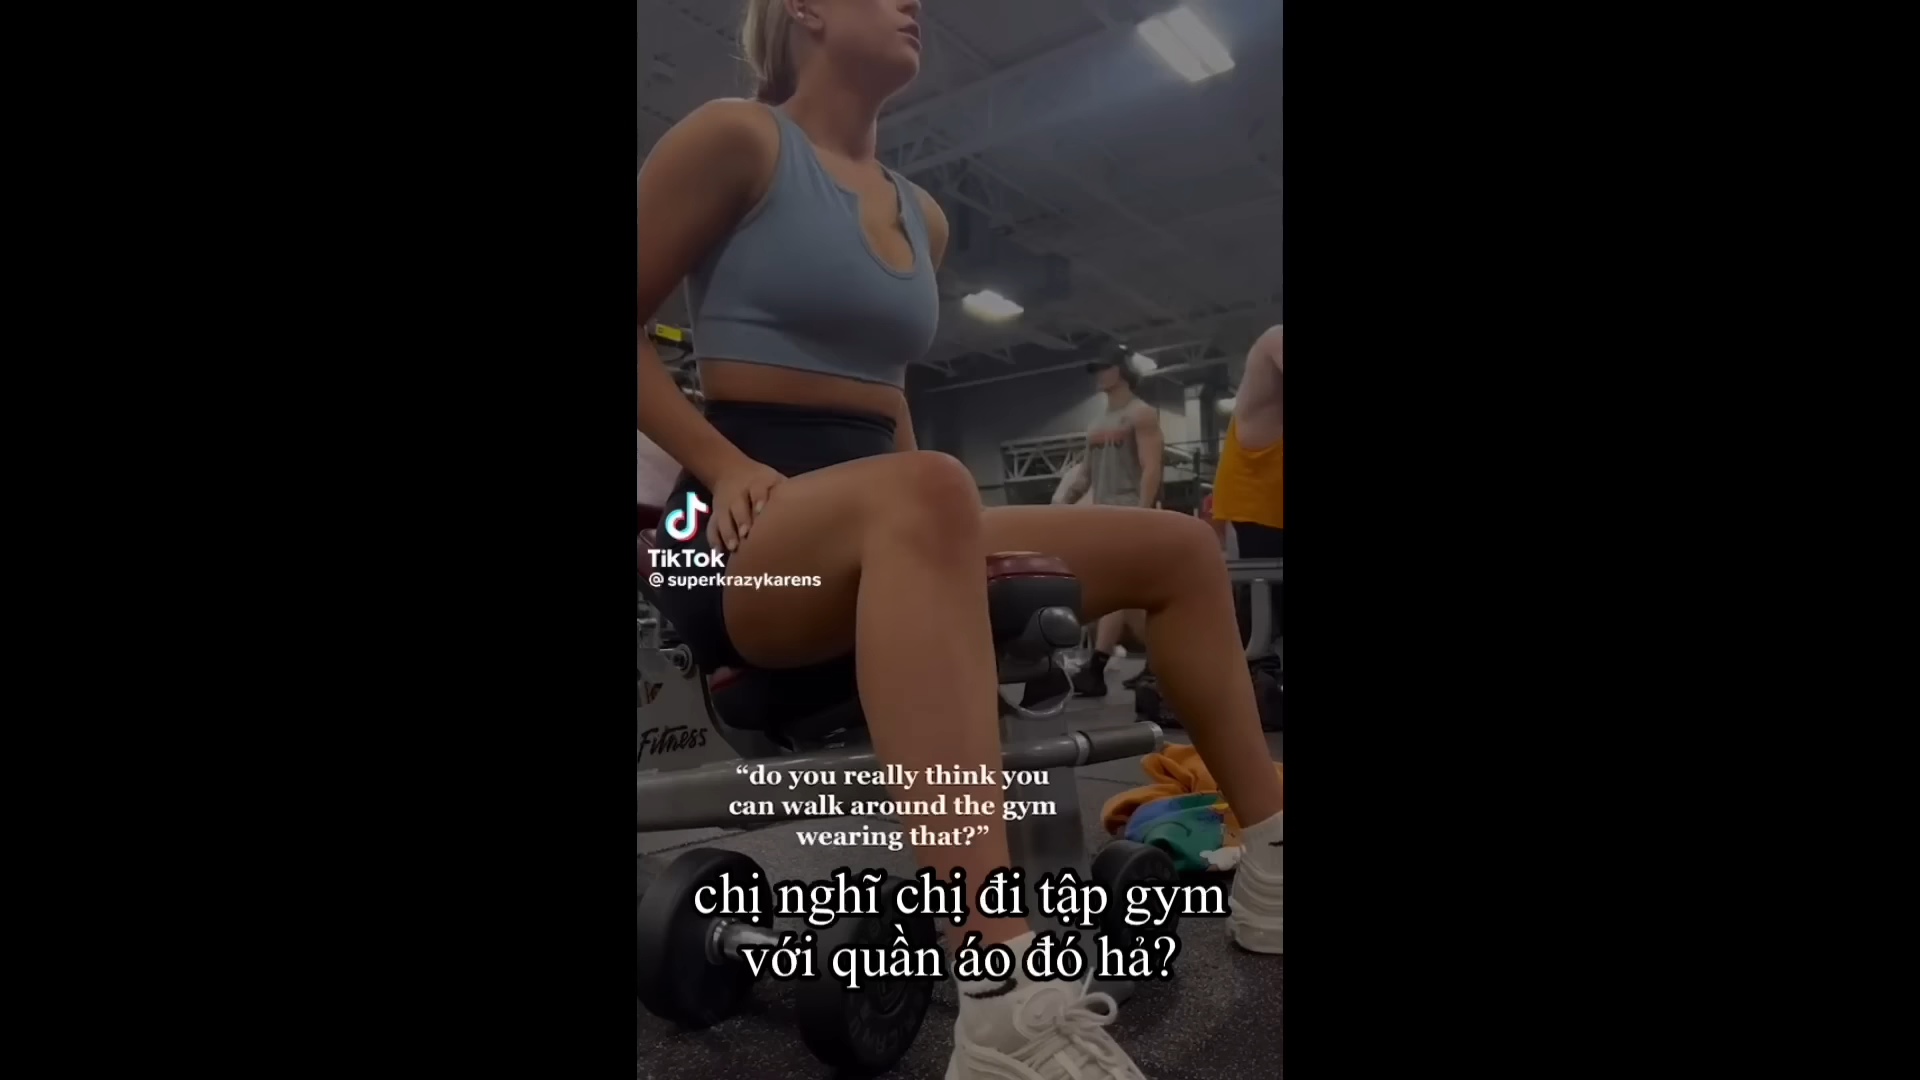 TikTok
@superkrazykarens
Fitness
“do you really think you
can walk around the gym
wearing that?”
chị nghĩ chị đi tập gym
với quần áo đó hả?